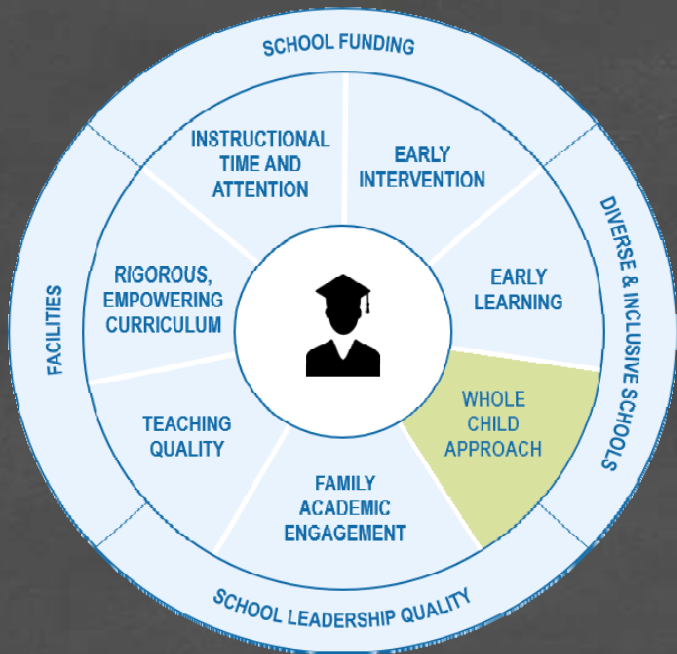 SCHOOL FUNDING
INSTRUCTIONAL
TIME AND
ATTENTION
EARLY
INTERVENTION
DIVERSE & INCLUSIVE SCHOOLS
EARLY
LEARNING
RIGOROUS,
EMPOWERING
CURRICULUM
FACILITIES
WHOLE
CHILD
APPROACH
TEACHING
QUALITY
FAMILY
ACADEMIC
ENGAGEMENT
SCHOOL LEADERSHIP QUALITY